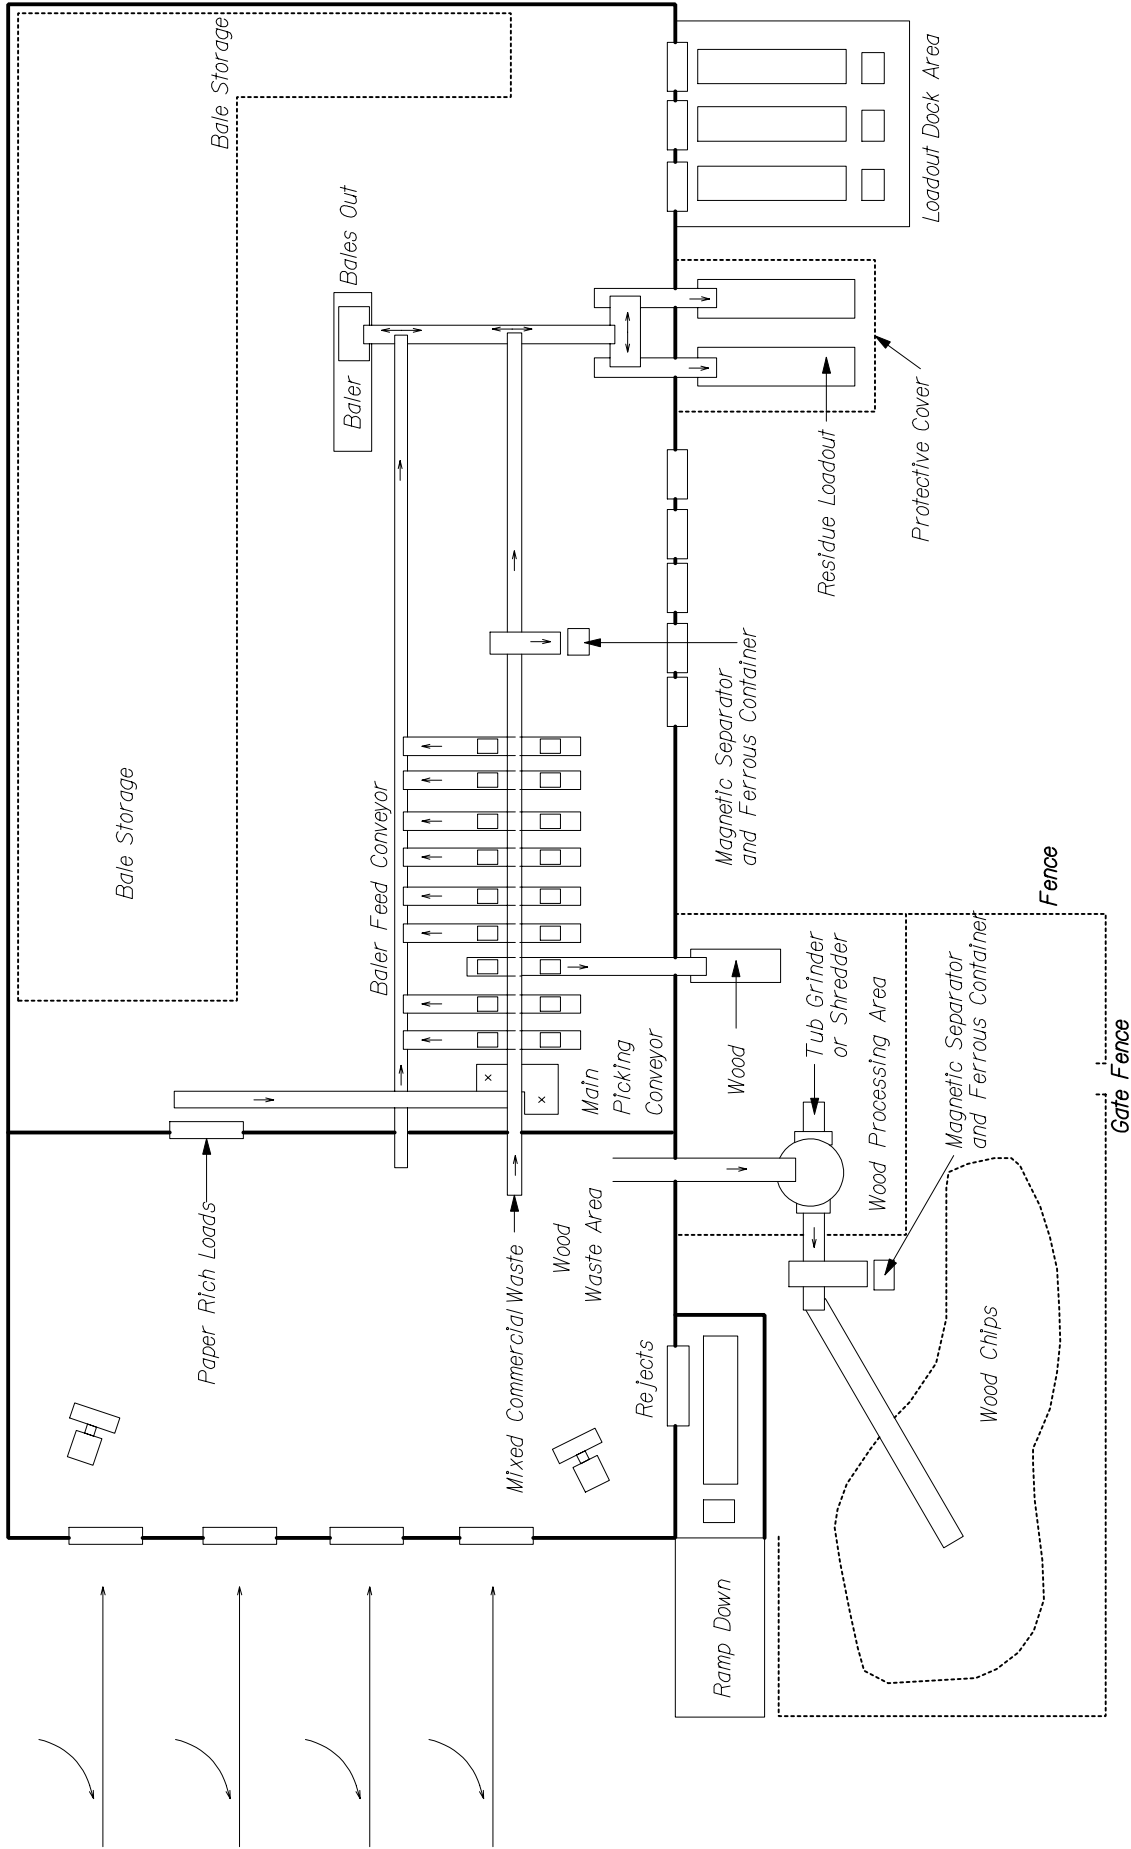 Bale Storage
Bale Storage
Bales Out
Baler
Baler Feed Conveyor
Loadout Dock Area
Protective Cover
Residue Loadout
Magnetic Separator
and Ferrous Container
Main
Picking
Conveyor
Wood
Tub Grinder
or Shredder
Wood Processing Area
Fence
Magnetic Separator
and Ferrous Container
Gate Fence
Paper Rich Loads
Mixed Commercial Waste
Wood
Waste Area
Rejects
Wood Chips
Ramp Down
x
x